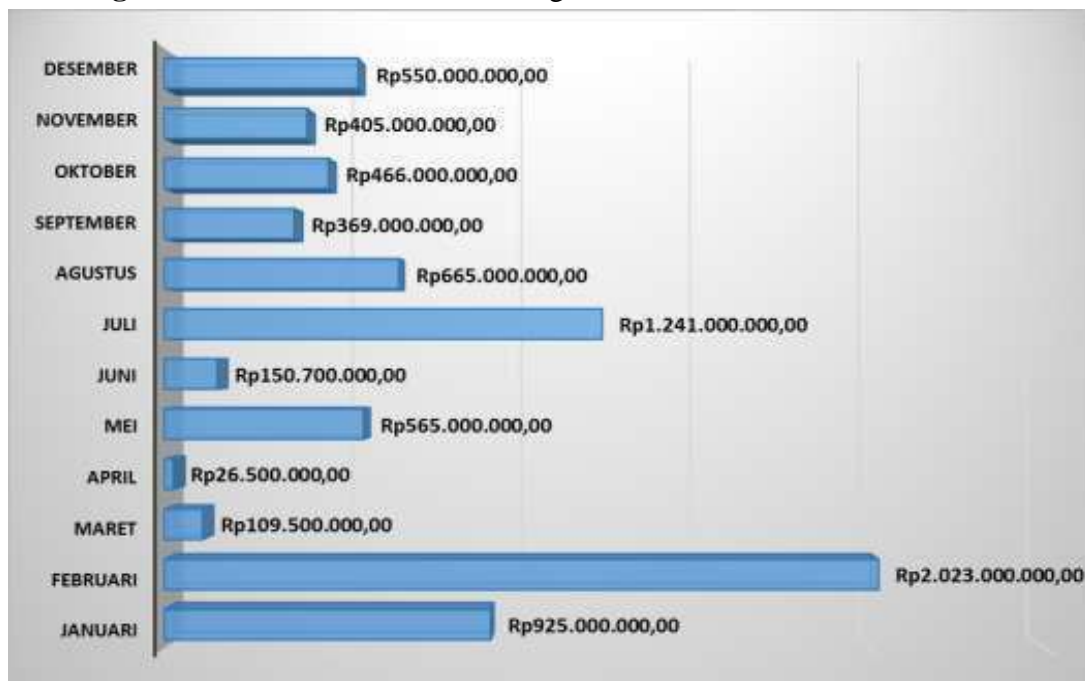 DESEMBER Rp550.000.000,00
NOVEMBER Rp405.000.000,00
OKTOBER Rp466.000.000,00
SEPTEMBER Rp369.000.000,00
AGUSTUS Rp665.000.000,00
JULI Rp1.241.000.000,00
JUNI Rp150.700.000,00
MEI Rp565.000.000,00
APRIL Rp26.500.000,00
MARET Rp109.500.000,00
FEBRUARI Rp2.023.000.000,00
JANUARI Rp925.000.000,00